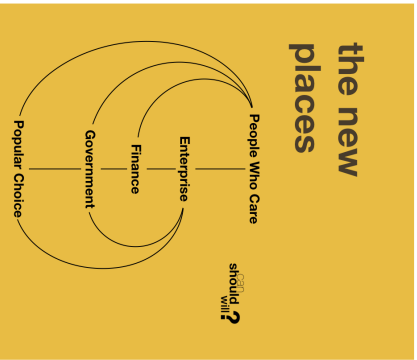 the new
places
People Who Care
Enterprise
Finance
Government
Popular Choice
can
should
will?